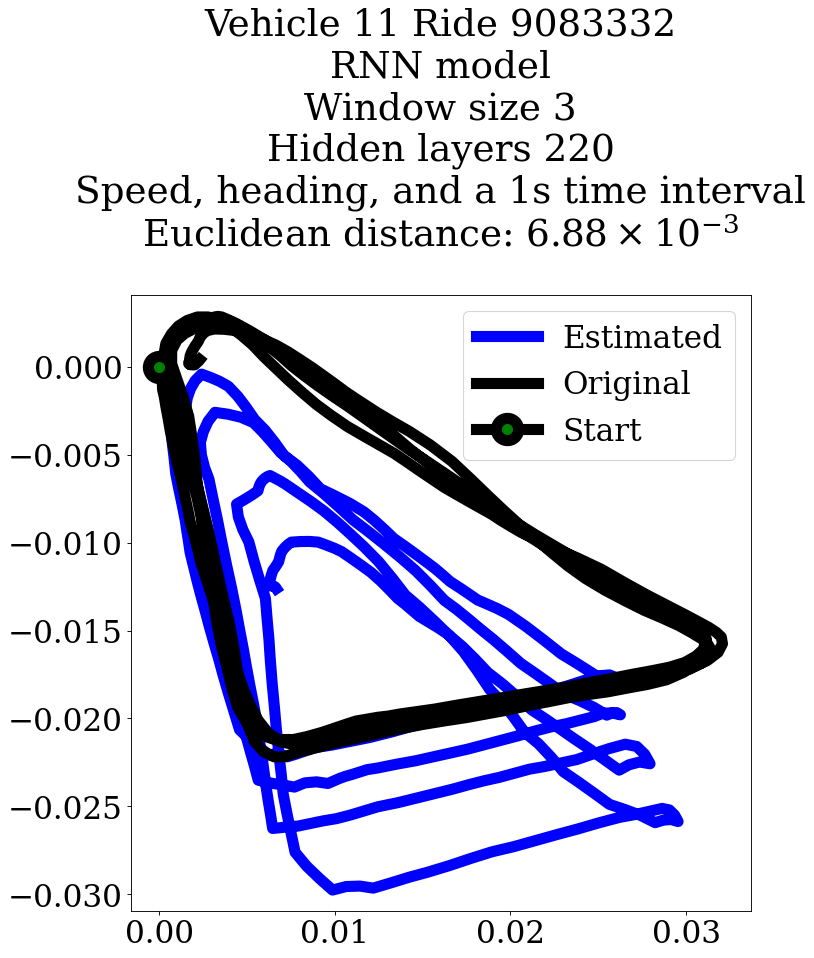 Vehicle 11 Ride 9083332
RNN model
Window size 3
Hidden layers 220
Speed, heading, and a 1s time interval
Euclidean distance: 6.88 × 10⁻³
Estimated
Original
Start
0.000
−0.005
−0.010
−0.015
−0.020
−0.025
−0.030
0.00 0.01 0.02 0.03